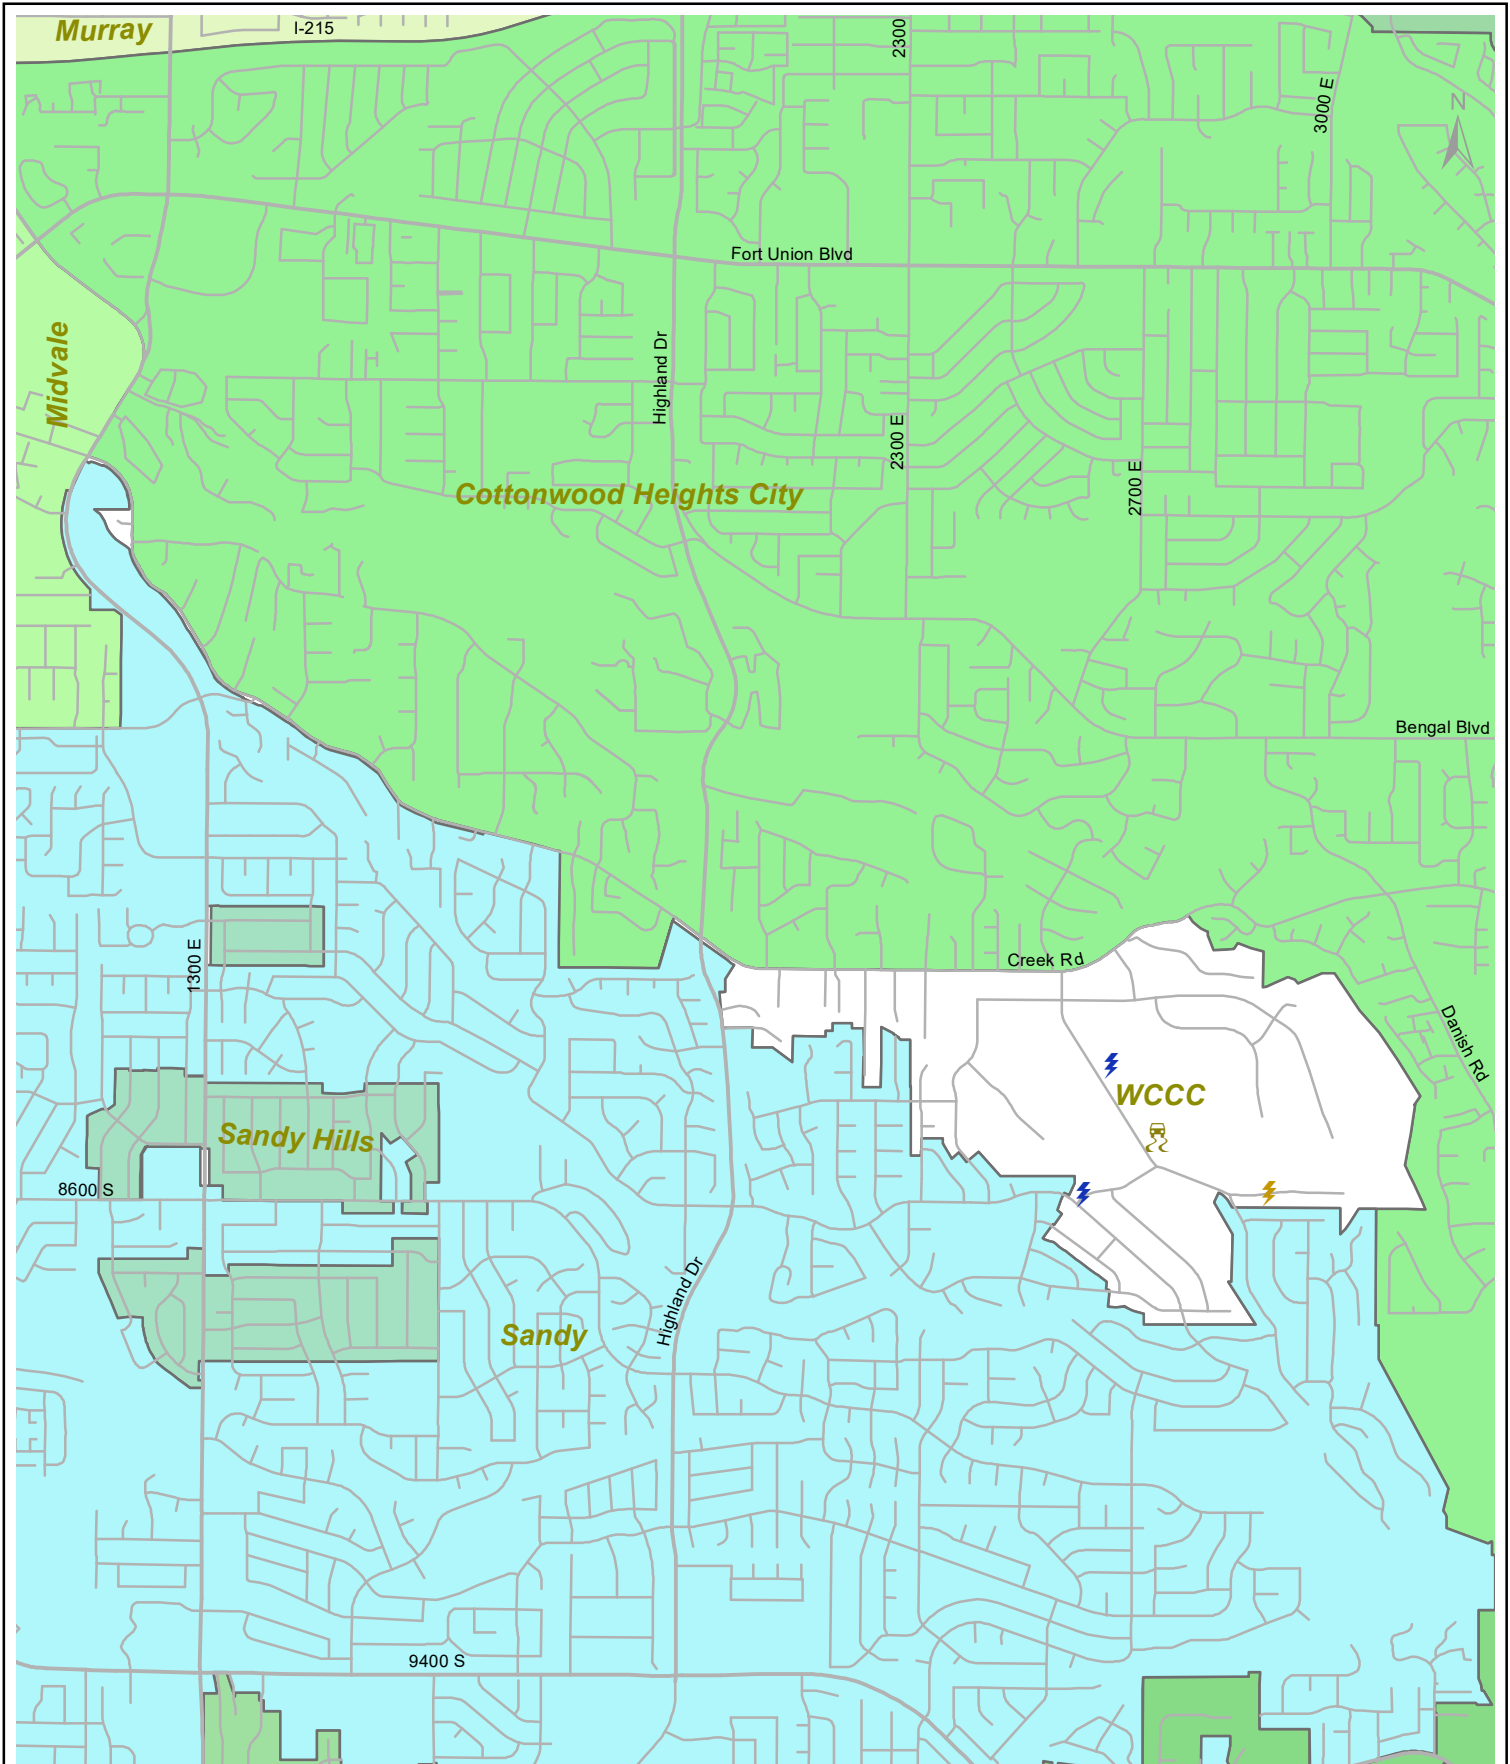 Murray
I-215
2300
3000 E
N
Fort Union Blvd
Midvale
Highland Dr
2300 E
2700 E
Cottonwood Heights City
Bengal Blvd
1300 E
Creek Rd
Danish Rd
WCCC
Sandy Hills
8600 S
Highland Dr
Sandy
9400 S